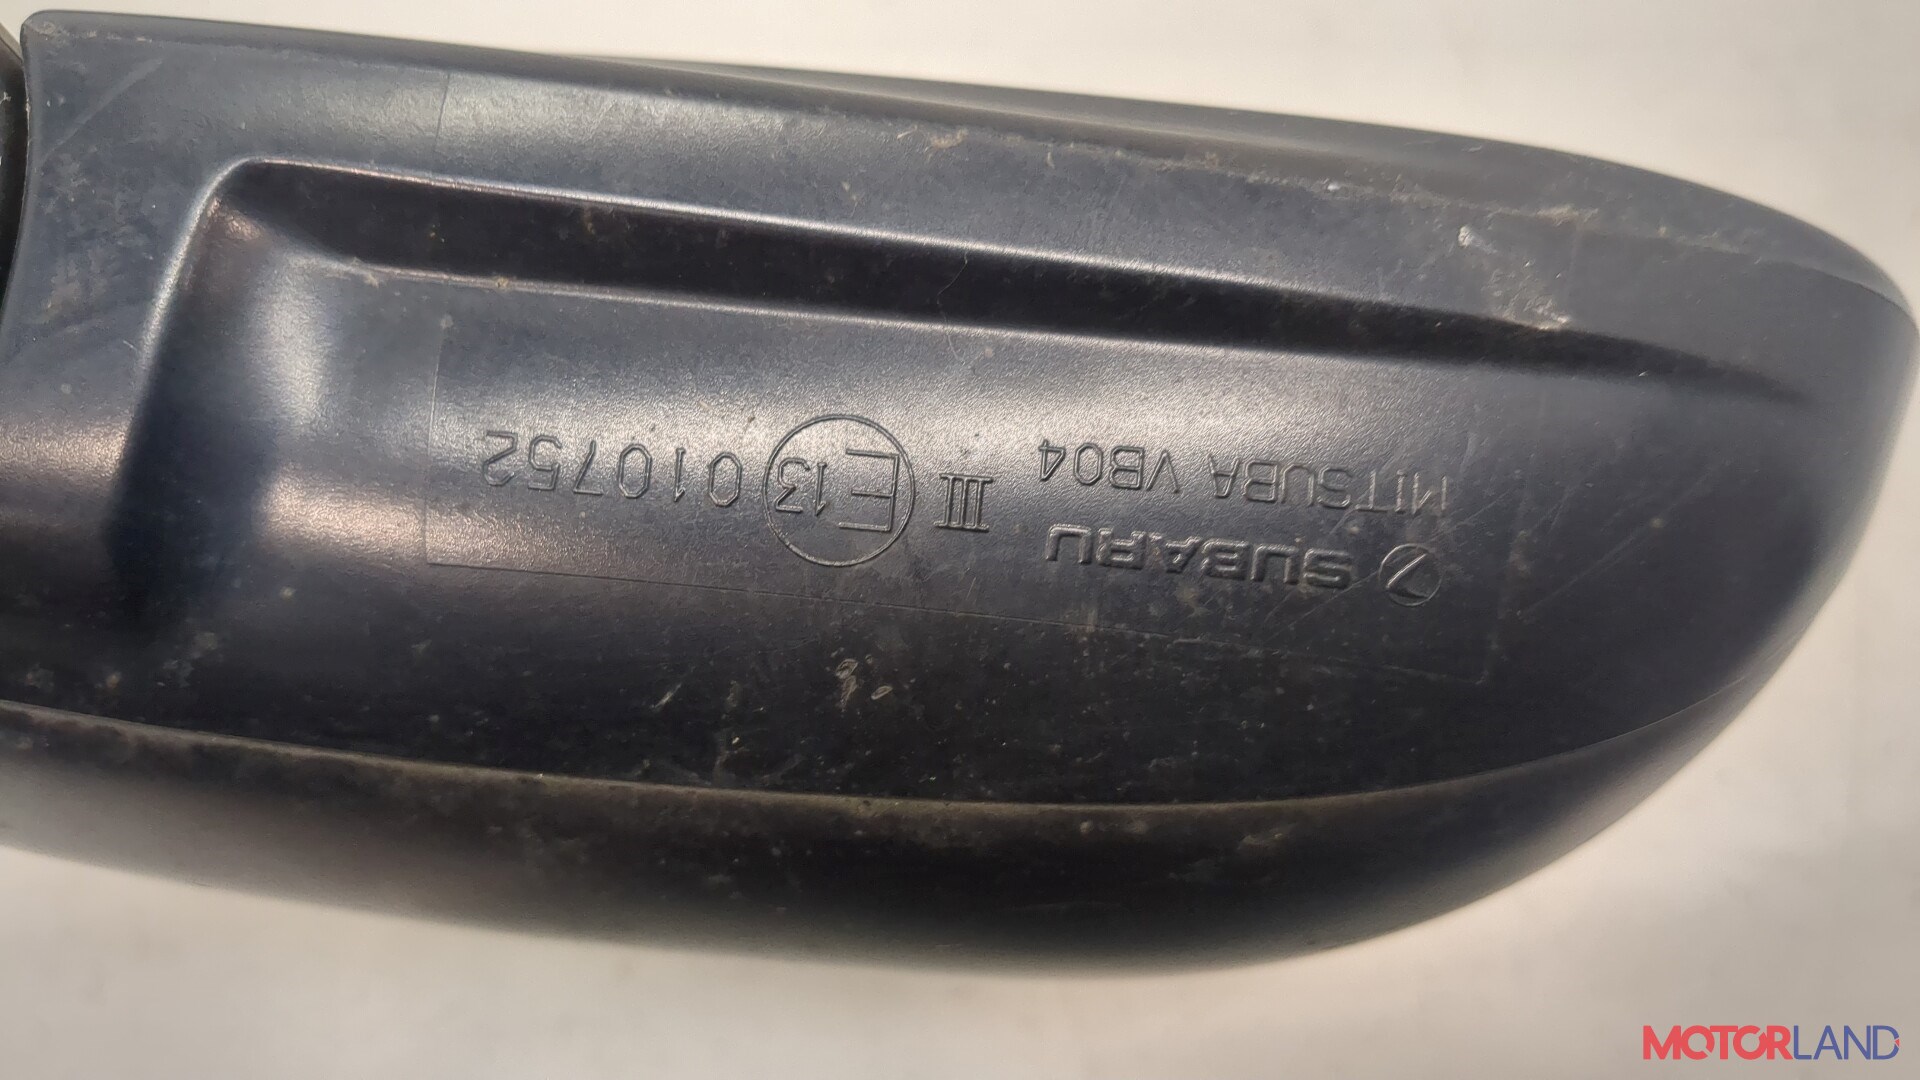 SUBARU
MITSUBA VB04
III E13 010752
MOTORLAND